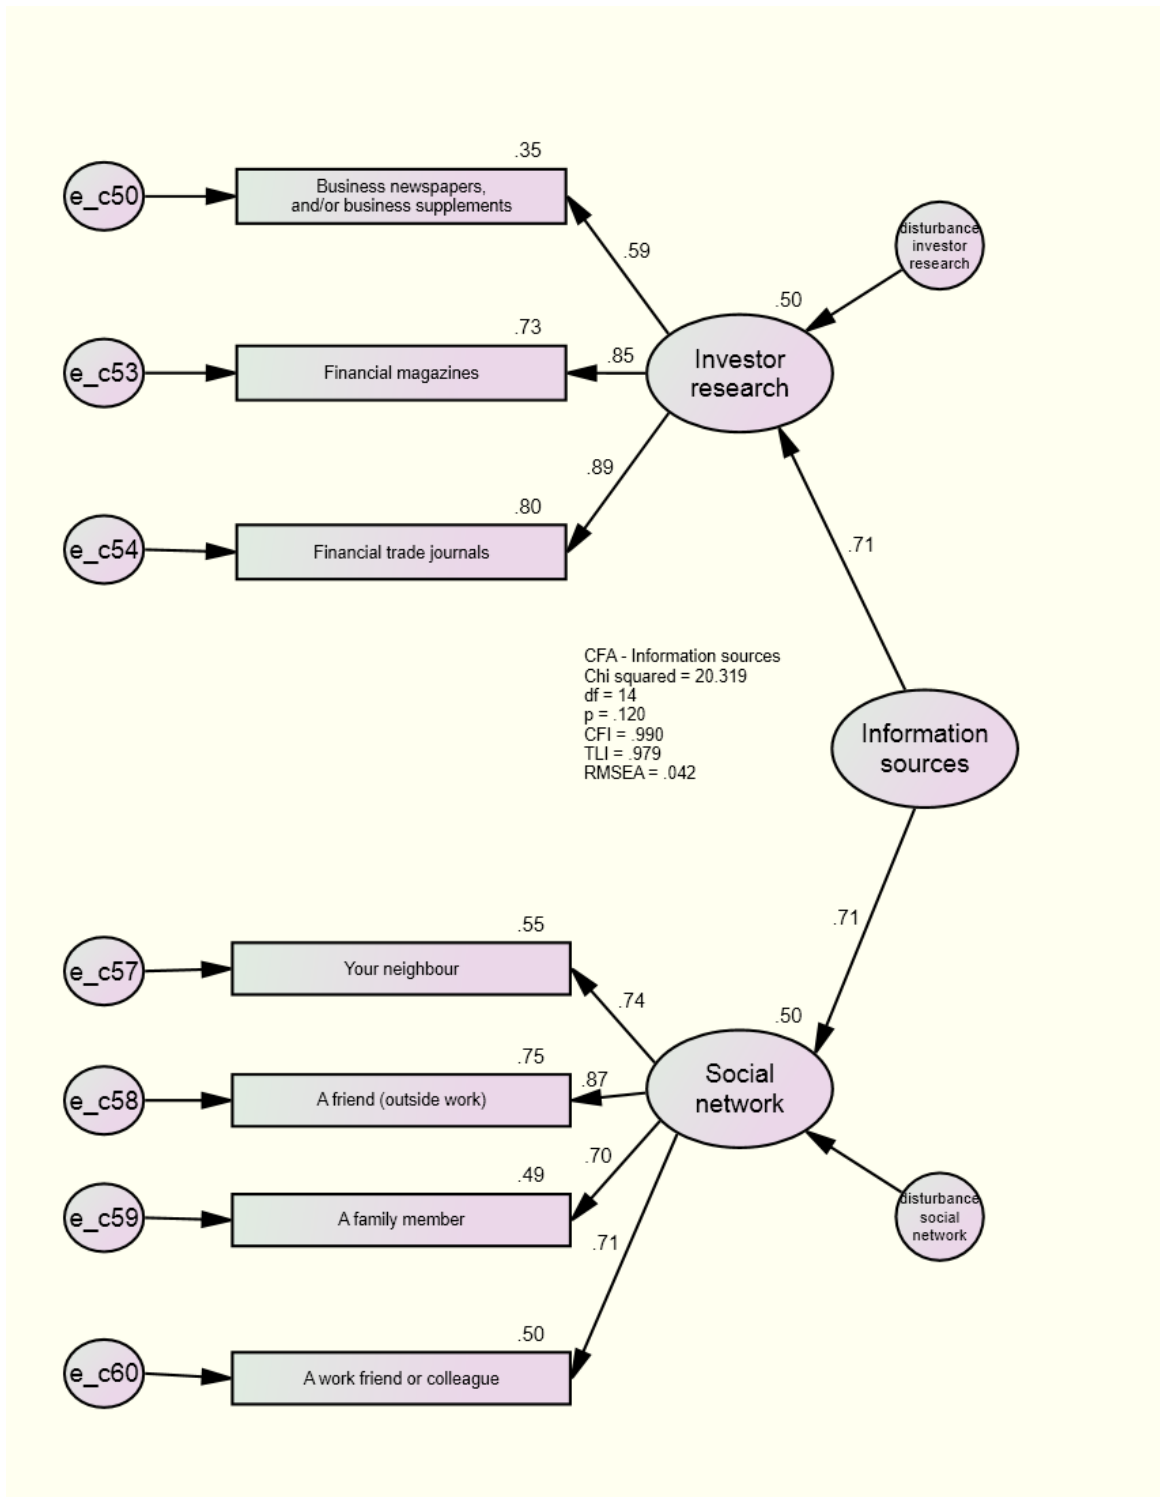 .35
e_c50
Business newspapers,
and/or business supplements
.59
disturbance
investor
research
.50
.73
e_c53
Financial magazines
.85
Investor
research
.89
.80
e_c54
Financial trade journals
.71
CFA - Information sources
Chi squared = 20.319
df = 14
p = .120
CFI = .990
TLI = .979
RMSEA = .042
Information
sources
.71
.55
e_c57
Your neighbour
.74
.50
.75
e_c58
A friend (outside work)
.87
Social
network
.70
.49
e_c59
A family member
.71
disturbance
social
network
.50
e_c60
A work friend or colleague